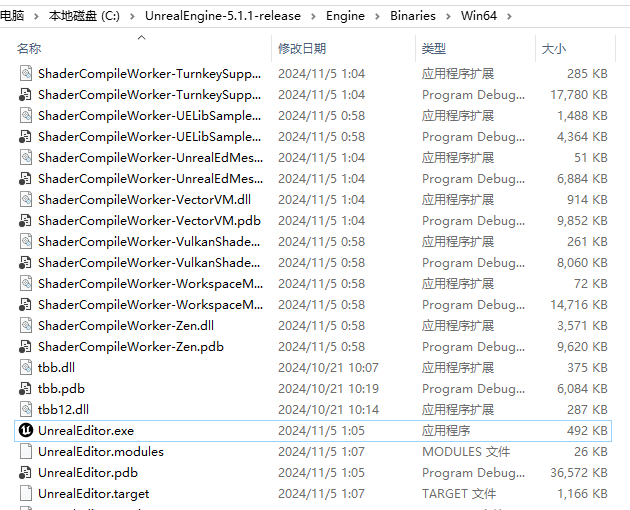 电脑 > 本地磁盘 (C:) > UnrealEngine-5.1.1-release > Engine > Binaries > Win64 >
名称 修改日期 类型 大小
ShaderCompileWorker-TurnkeySupp... 2024/11/5 1:04 应用程序扩展 285 KB
ShaderCompileWorker-TurnkeySupp... 2024/11/5 1:04 Program Debug... 17,780 KB
ShaderCompileWorker-UELibSample... 2024/11/5 0:58 应用程序扩展 1,488 KB
ShaderCompileWorker-UELibSample... 2024/11/5 0:58 Program Debug... 4,364 KB
ShaderCompileWorker-UnrealEdMes... 2024/11/5 1:04 应用程序扩展 51 KB
ShaderCompileWorker-UnrealEdMes... 2024/11/5 1:04 Program Debug... 6,884 KB
ShaderCompileWorker-VectorVM.dll 2024/11/5 1:04 应用程序扩展 914 KB
ShaderCompileWorker-VectorVM.pdb 2024/11/5 1:04 Program Debug... 9,852 KB
ShaderCompileWorker-VulkanShade... 2024/11/5 0:58 应用程序扩展 261 KB
ShaderCompileWorker-VulkanShade... 2024/11/5 0:58 Program Debug... 8,060 KB
ShaderCompileWorker-WorkspaceM... 2024/11/5 0:58 应用程序扩展 72 KB
ShaderCompileWorker-WorkspaceM... 2024/11/5 0:58 Program Debug... 14,716 KB
ShaderCompileWorker-Zen.dll 2024/11/5 0:58 应用程序扩展 3,571 KB
ShaderCompileWorker-Zen.pdb 2024/11/5 0:58 Program Debug... 9,620 KB
tbb.dll 2024/10/21 10:07 应用程序扩展 375 KB
tbb.pdb 2024/10/21 10:19 Program Debug... 6,084 KB
tbb12.dll 2024/10/21 10:14 应用程序扩展 287 KB
UnrealEditor.exe 2024/11/5 1:05 应用程序 492 KB
UnrealEditor.modules 2024/11/5 1:07 MODULES 文件 26 KB
UnrealEditor.pdb 2024/11/5 1:05 Program Debug... 36,572 KB
UnrealEditor.target 2024/11/5 1:07 TARGET 文件 1,166 KB